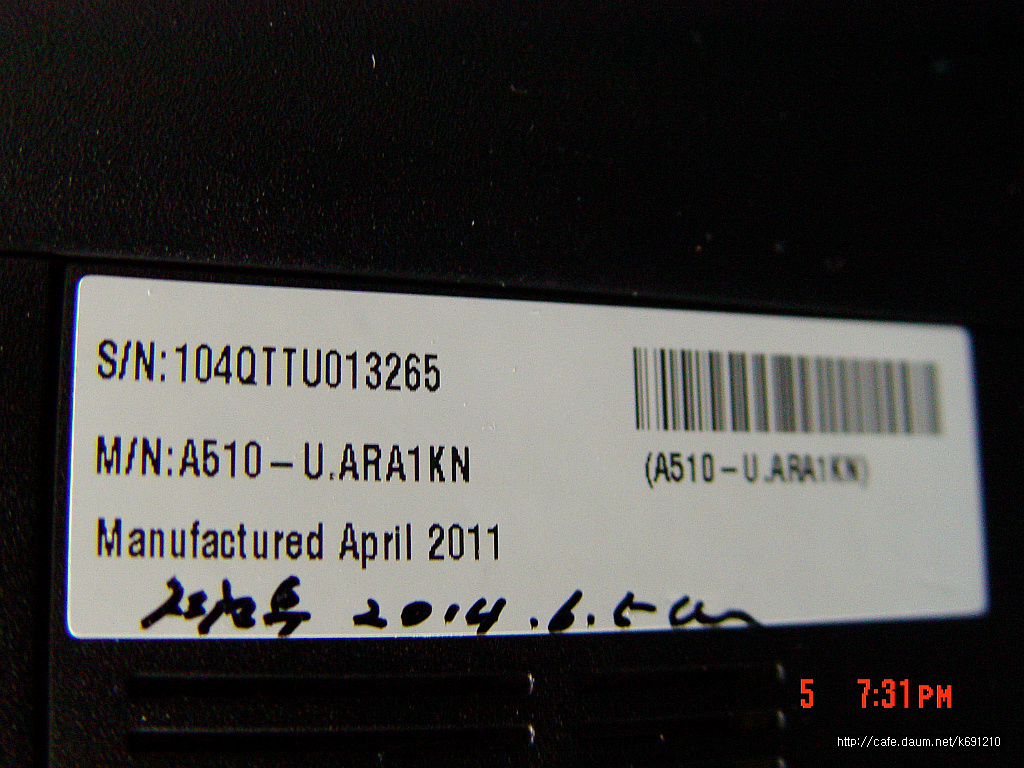 S/N:104QTTU013265
M/N:A510-U.ARA1KN
(A510-U.ARA1KN)
Manufactured April 2011
2014.6.5
5 7:31PM
http://cafe.daum.net/k691210